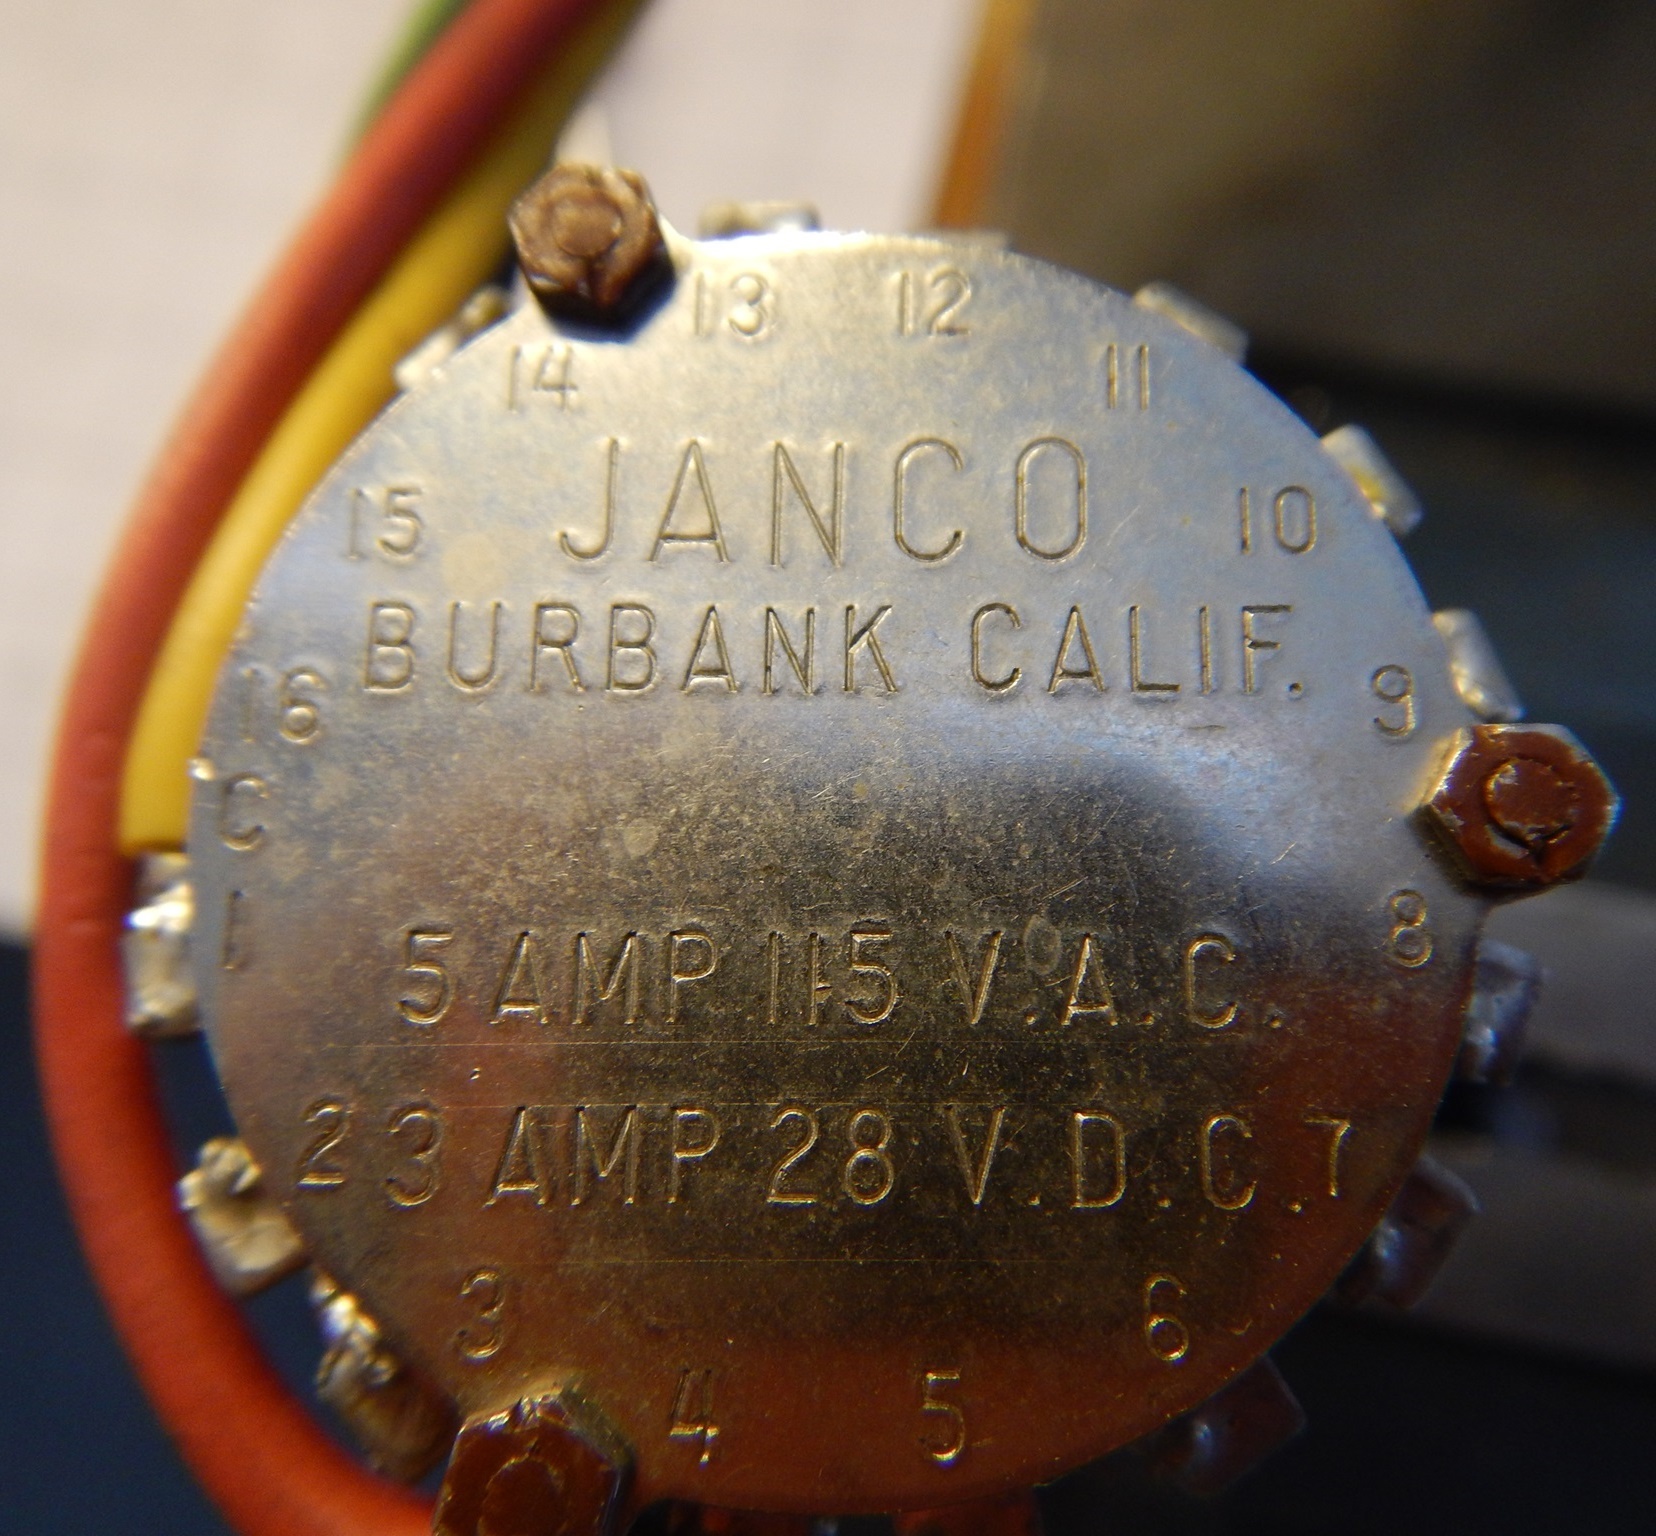 13 12
14 11
JANCO
15 10
BURBANK CALIF.
16 9
C
1 8
5 AMP 115 V.A.C.
2 7
3 AMP 28 V.D.C.
3 6
4 5